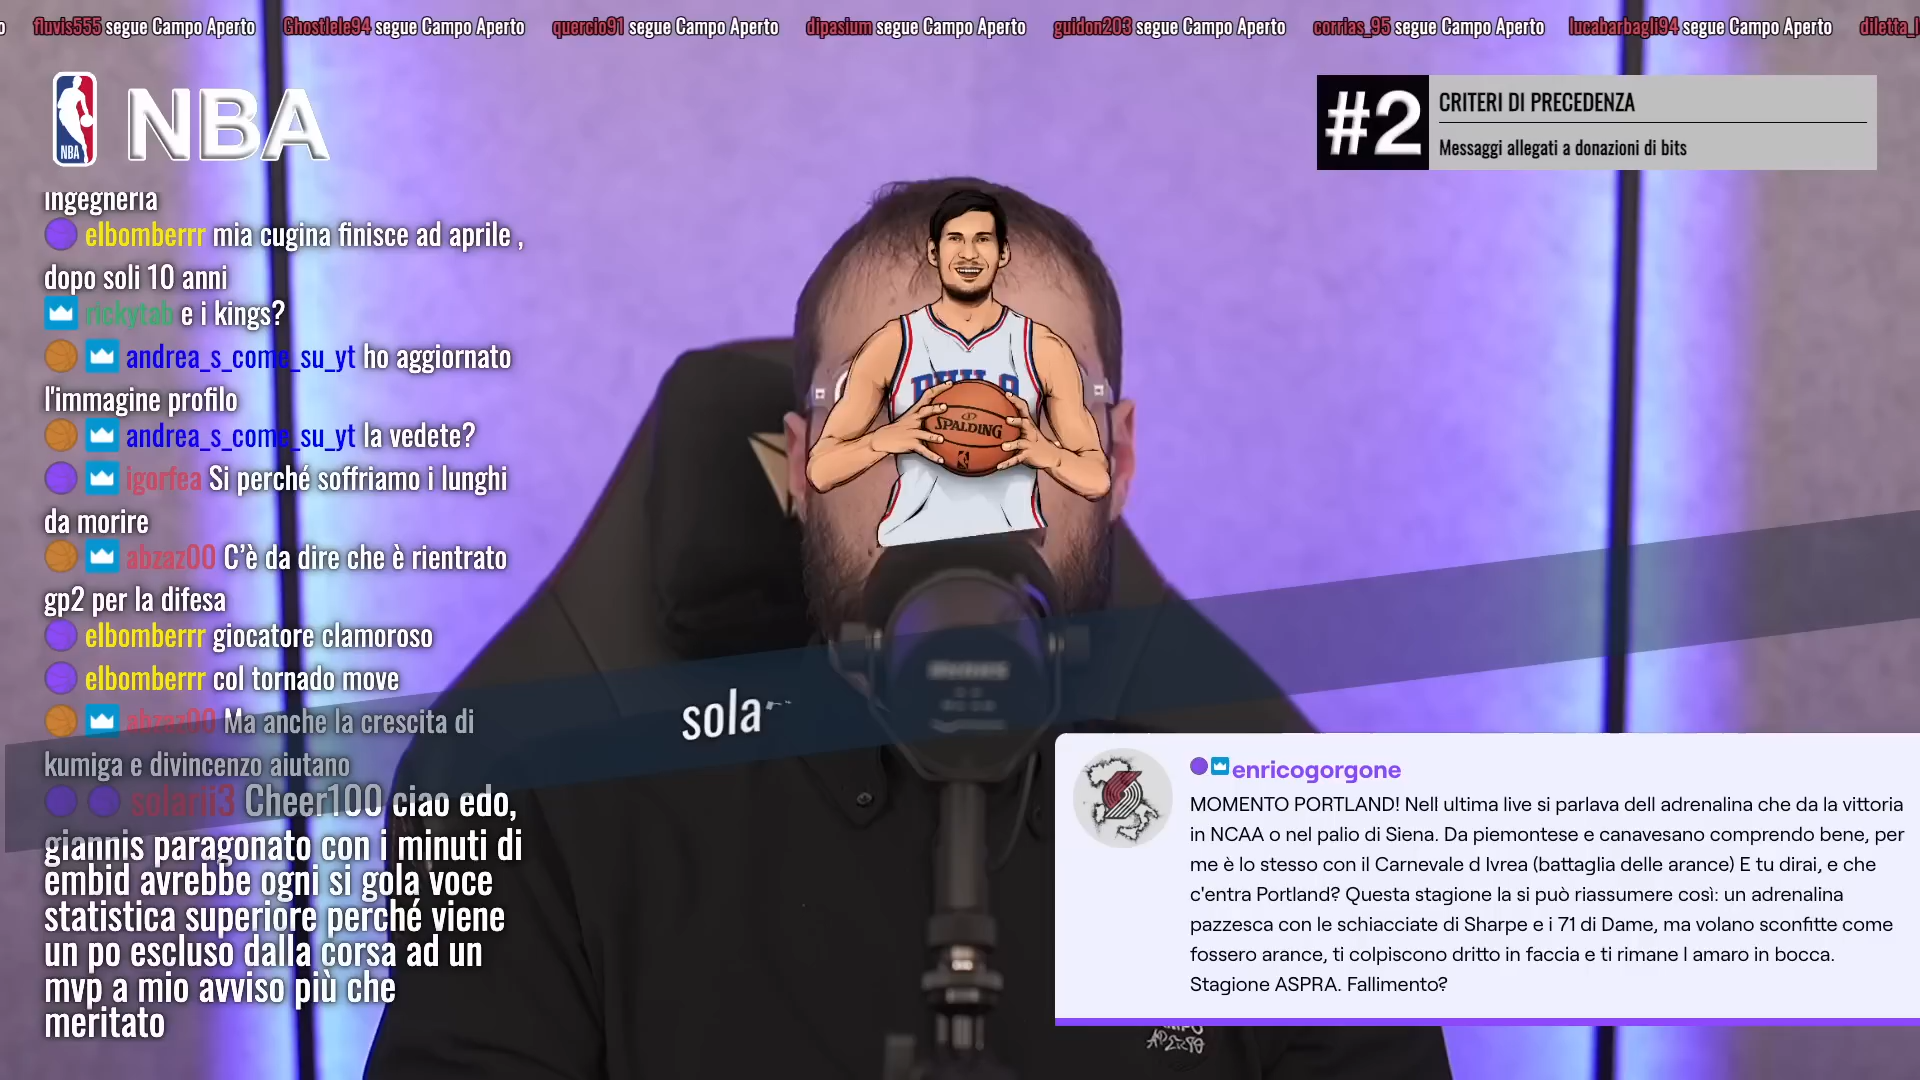 fluvis555 segue Campo Aperto Ghostlele94 segue Campo Aperto quercio91 segue Campo Aperto dipasium segue Campo Aperto guidon203 segue Campo Aperto corrias_95 segue Campo Aperto lucabarbagli94 segue Campo Aperto
NBA NBA
#2 CRITERI DI PRECEDENZA
Messaggi allegati a donazioni di bits
ingegneria
elbomberrr mia cugina finisce ad aprile ,
dopo soli 10 anni
rickytab e i kings?
andrea_s_come_su_yt ho aggiornato
l'immagine profilo
andrea_s_come_su_yt la vedete?
igorfea Si perché soffriamo i lunghi
da morire
abzaz00 C'è da dire che è rientrato
gp2 per la difesa
elbomberrr giocatore clamoroso
elbomberrr col tornado move
abzaz00 Ma anche la crescita di
kumiga e divincenzo aiutano
solarii3 Cheer100 ciao edo,
giannis paragonato con i minuti di
embid avrebbe ogni si gola voce
statistica superiore perché viene
un po escluso dalla corsa ad un
mvp a mio avviso più che
meritato
PHILA
SPALDING
sola
enricogorgone
MOMENTO PORTLAND! Nell ultima live si parlava dell adrenalina che da la vittoria
in NCAA o nel palio di Siena. Da piemontese e canavesano comprendo bene, per
me è lo stesso con il Carnevale d Ivrea (battaglia delle arance) E tu dirai, e che
c'entra Portland? Questa stagione la si può riassumere così: un adrenalina
pazzesca con le schiacciate di Sharpe e i 71 di Dame, ma volano sconfitte come
fossero arance, ti colpiscono dritto in faccia e ti rimane l amaro in bocca.
Stagione ASPRA. Fallimento?